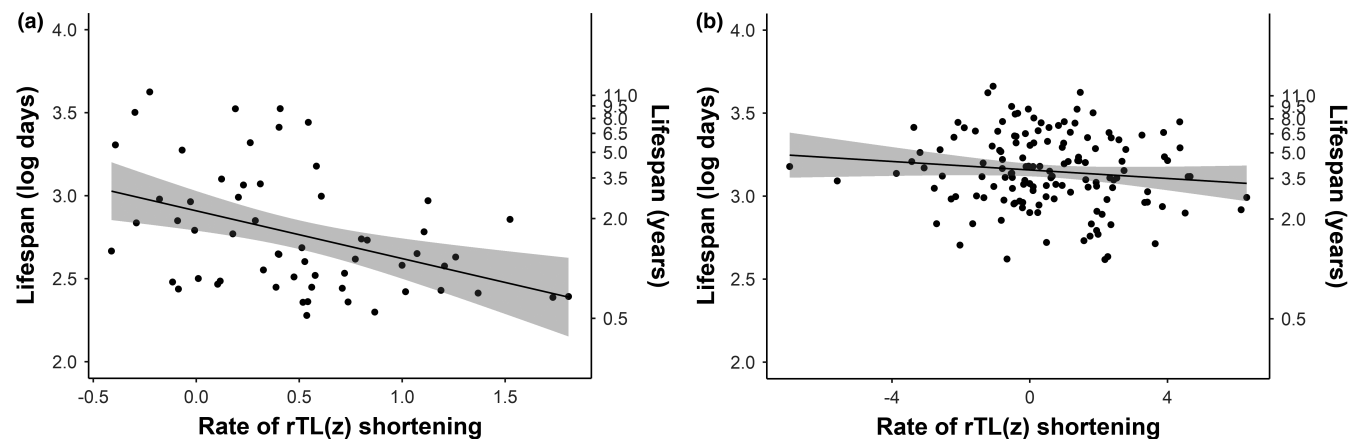 (a)
Lifespan (log days)
4.0
3.5
3.0
2.5
2.0
-0.5 0.0 0.5 1.0 1.5
Rate of rTL(z) shortening
11.0
9.5
8.0
6.5
5.0
3.5
2.0
0.5
Lifespan (years)
(b)
Lifespan (log days)
4.0
3.5
3.0
2.5
2.0
-4 0 4
Rate of rTL(z) shortening
11.0
9.5
8.0
6.5
5.0
3.5
2.0
0.5
Lifespan (years)